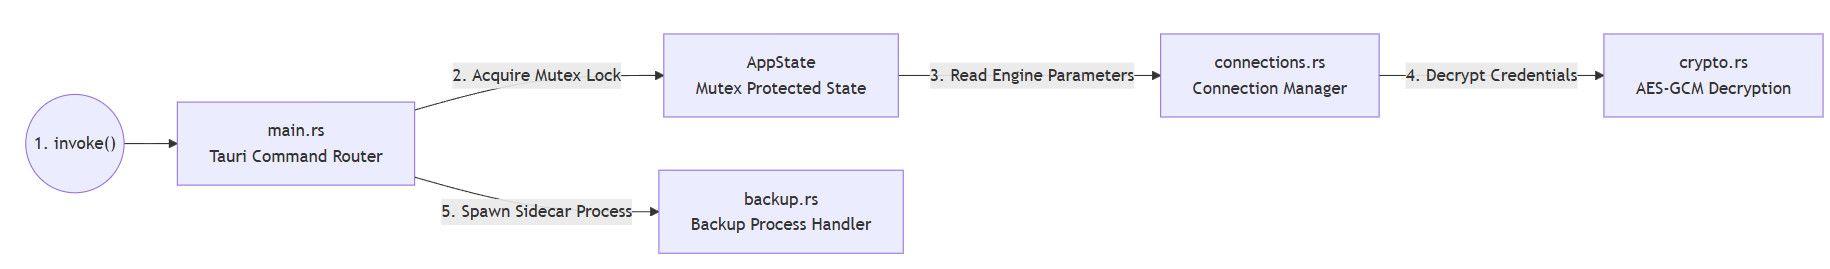 1. invoke()
main.rs
Tauri Command Router
2. Acquire Mutex Lock
AppState
Mutex Protected State
3. Read Engine Parameters
connections.rs
Connection Manager
4. Decrypt Credentials
crypto.rs
AES-GCM Decryption
5. Spawn Sidecar Process
backup.rs
Backup Process Handler